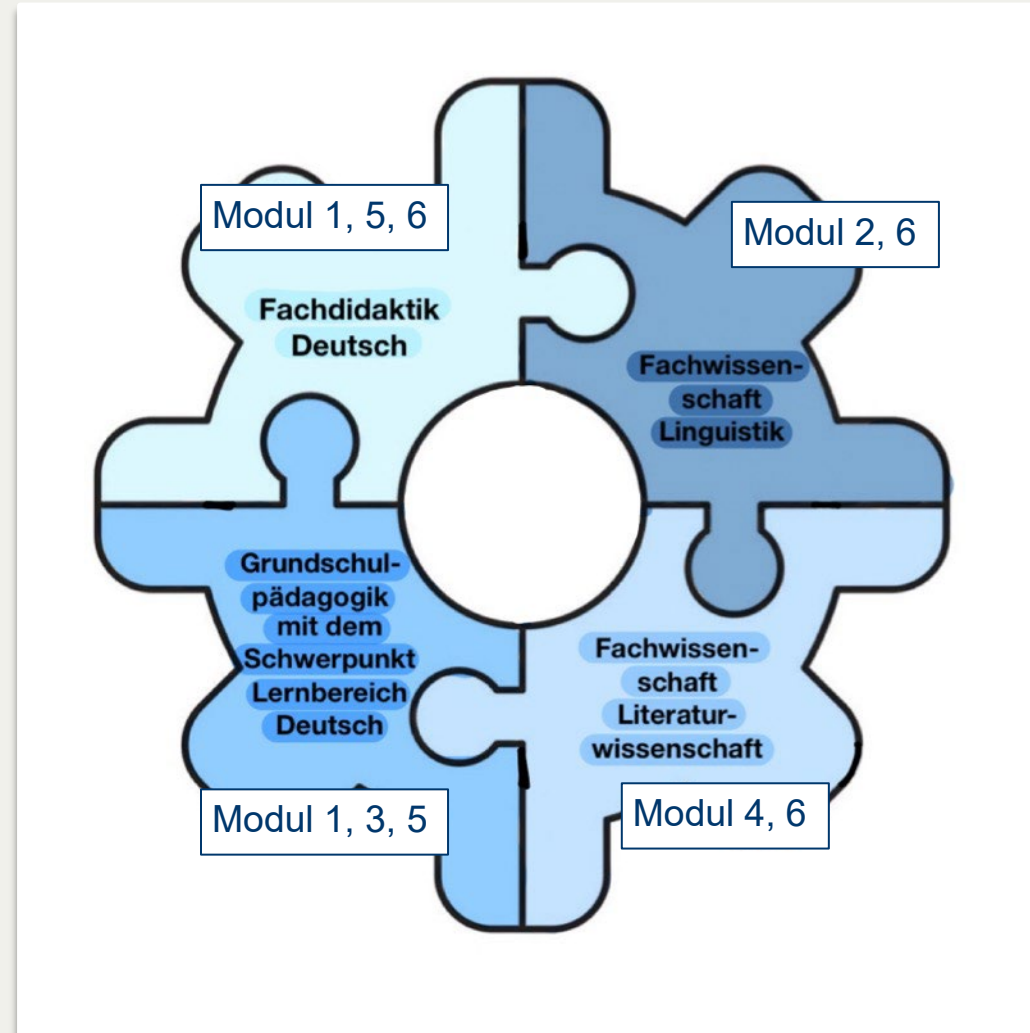 Modul 1, 5, 6
Fachdidaktik
Deutsch
Modul 2, 6
Fachwissen-
schaft
Linguistik
Grundschul-
pädagogik
mit dem
Schwerpunkt
Lernbereich
Deutsch
Modul 1, 3, 5
Fachwissen-
schaft
Literatur-
wissenschaft
Modul 4, 6